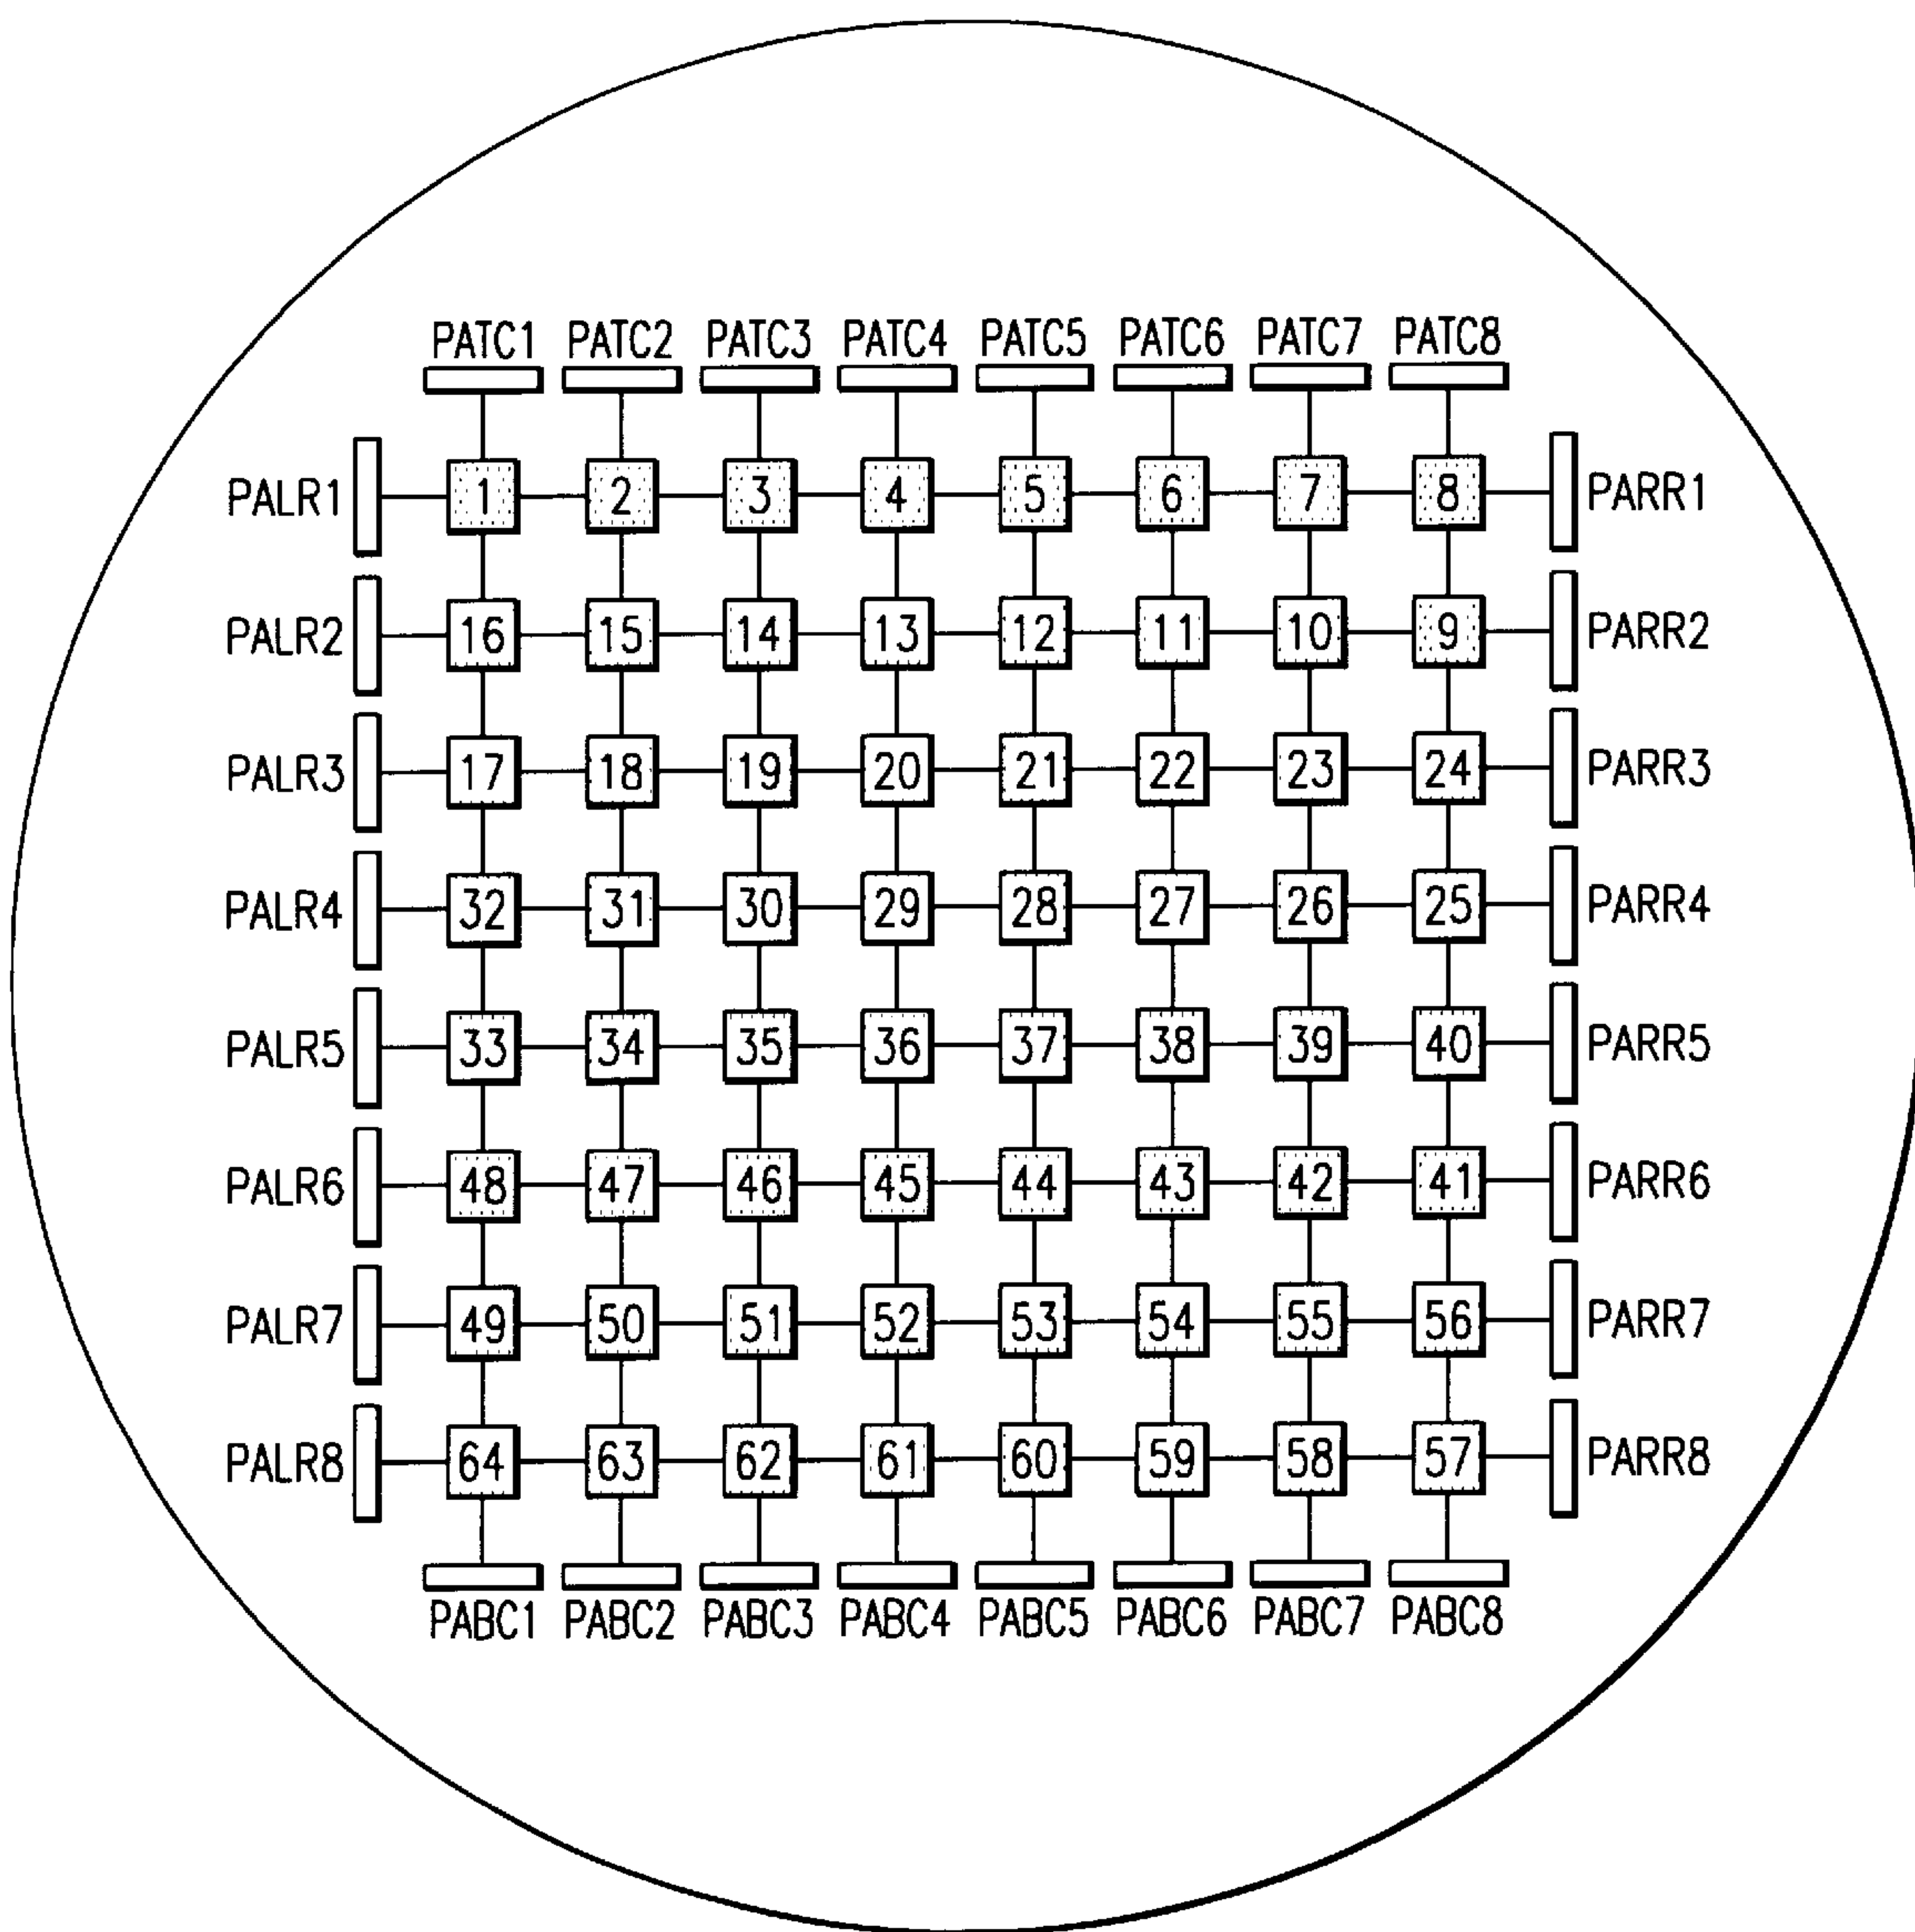 PATC1 PATC2 PATC3 PATC4 PATC5 PATC6 PATC7 PATC8
PALR1 1 2 3 4 5 6 7 8 PARR1
PALR2 16 15 14 13 12 11 10 9 PARR2
PALR3 17 18 19 20 21 22 23 24 PARR3
PALR4 32 31 30 29 28 27 26 25 PARR4
PALR5 33 34 35 36 37 38 39 40 PARR5
PALR6 48 47 46 45 44 43 42 41 PARR6
PALR7 49 50 51 52 53 54 55 56 PARR7
PALR8 64 63 62 61 60 59 58 57 PARR8
PABC1 PABC2 PABC3 PABC4 PABC5 PABC6 PABC7 PABC8